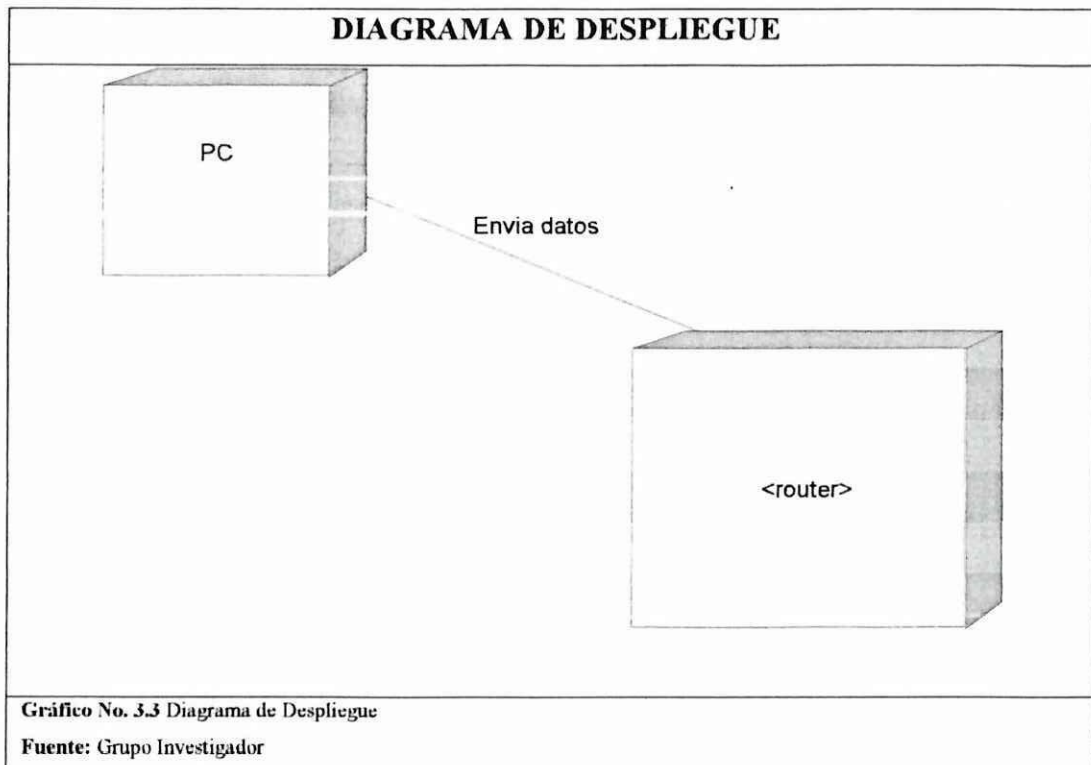 DIAGRAMA DE DESPLIEGUE
PC
Envia datos
<router>
Gráfico No. 3.3 Diagrama de Despliegue
Fuente: Grupo Investigador